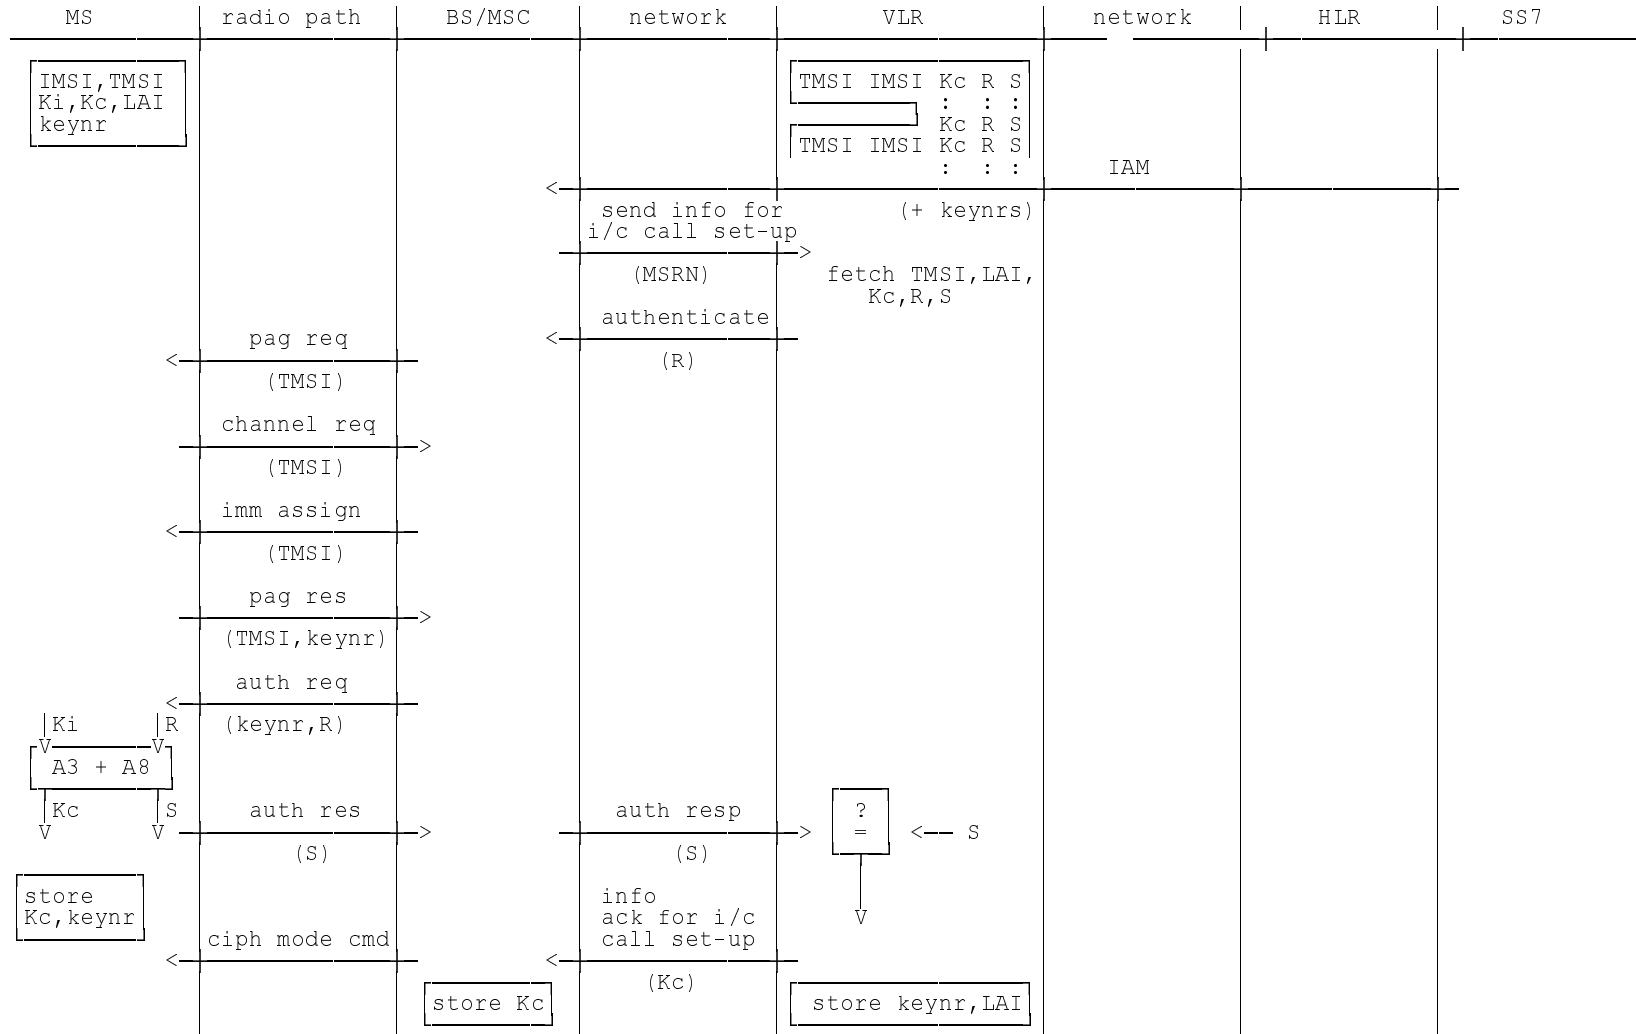 MS radio path BS/MSC network VLR network HLR SS7
IMSI,TMSI TMSI IMSI Kc R S
Ki,Kc,LAI : : :
keynr Kc R S
TMSI IMSI Kc R S
: : : IAM
<
send info for (+ keynrs)
i/c call set-up
>
(MSRN) fetch TMSI,LAI,
Kc,R,S
authenticate
pag req <
< (R)
(TMSI)
channel req
>
(TMSI)
imm assign
<
(TMSI)
pag res
>
(TMSI,keynr)
auth req
<
Ki R (keynr,R)
V V
A3 + A8
Kc S auth res auth resp ?
V V > > = <-- S
(S) (S)
store info
Kc,keynr ack for i/c V
ciph mode cmd call set-up
< <
(Kc)
store Kc store keynr,LAI